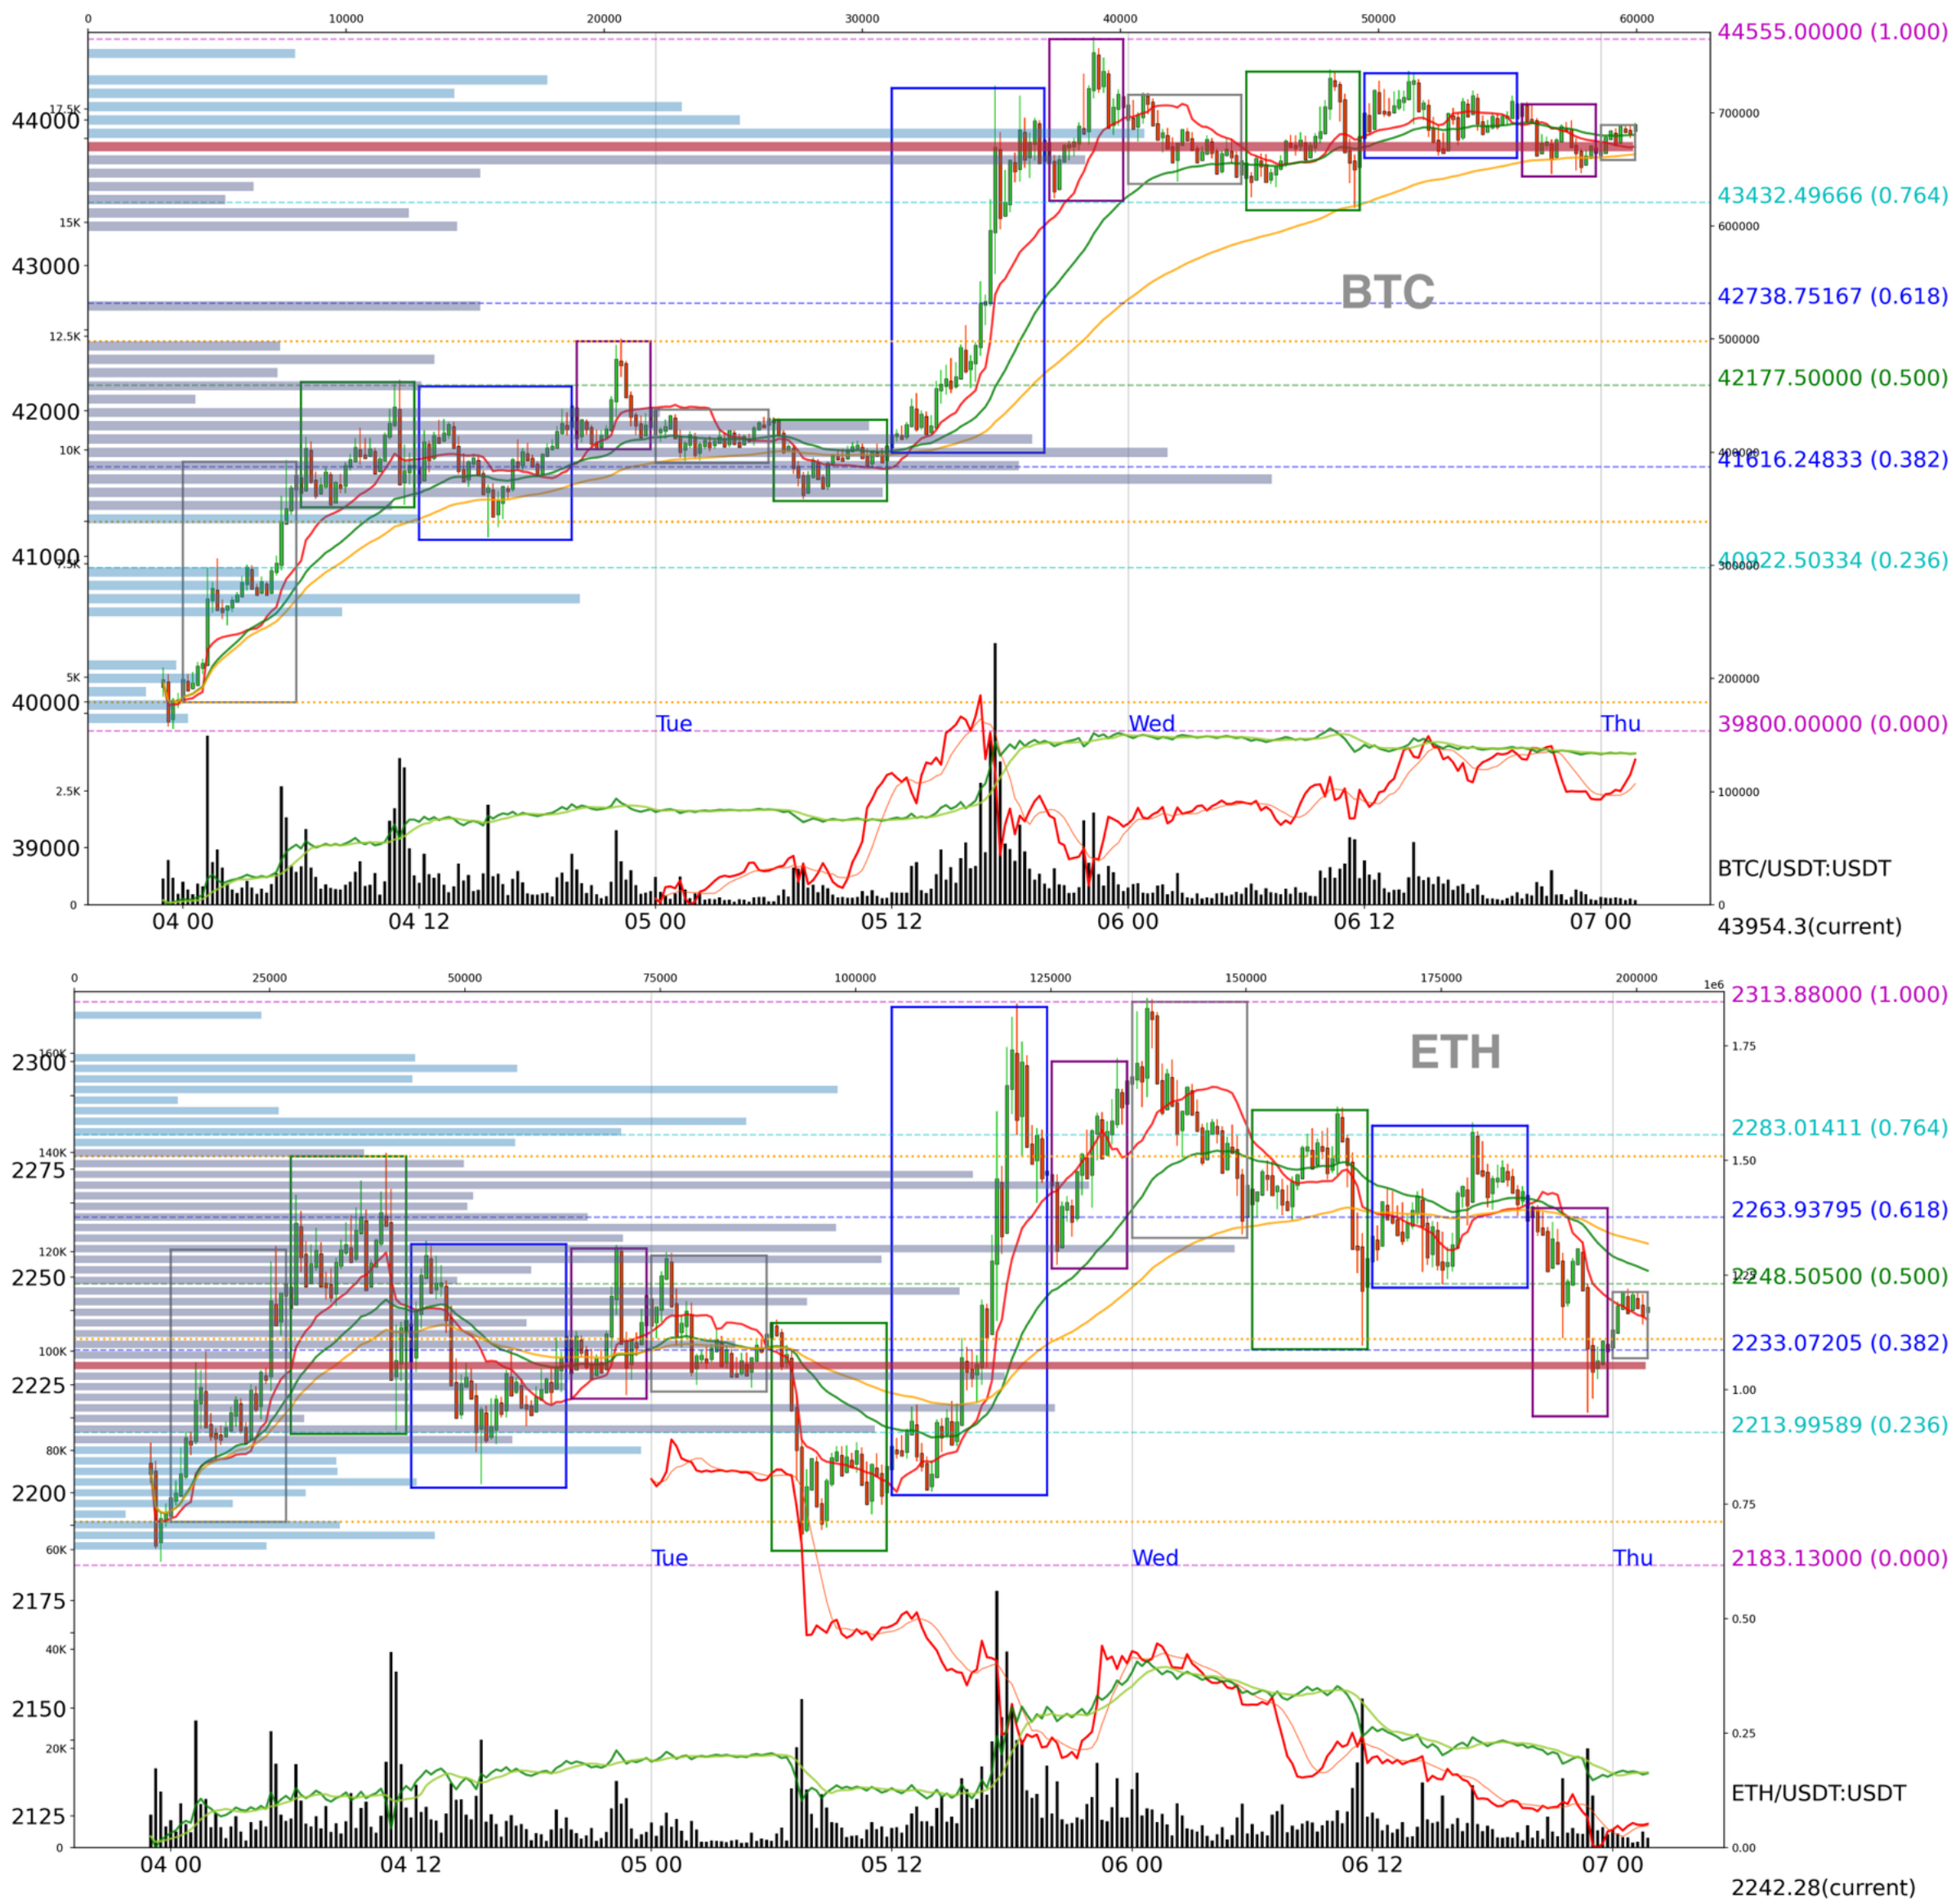 0 10000 20000 30000 40000 50000 60000
44555.00000 (1.000)
17.5K
44000
700000
43432.49666 (0.764)
15K
600000
43000
BTC
42738.75167 (0.618)
12.5K
500000
42177.50000 (0.500)
42000
10K
400000
41616.24833 (0.382)
41000
7.5K
300000
40922.50334 (0.236)
5K
200000
40000
Tue Wed Thu
39800.00000 (0.000)
2.5K
100000
39000
BTC/USDT:USDT
0 0
04 00 04 12 05 00 05 12 06 00 06 12 07 00
43954.3(current)
0 25000 50000 75000 100000 125000 150000 175000 200000
1e6
2313.88000 (1.000)
160K
2300
ETH
1.75
2283.01411 (0.764)
140K
1.50
2275
2263.93795 (0.618)
120K
2250
1.25
2248.50500 (0.500)
100K
2233.07205 (0.382)
2225
1.00
2213.99589 (0.236)
80K
2200
0.75
60K
Tue Wed Thu
2183.13000 (0.000)
2175
0.50
40K
2150
0.25
20K
ETH/USDT:USDT
2125
0 0.00
04 00 04 12 05 00 05 12 06 00 06 12 07 00
2242.28(current)